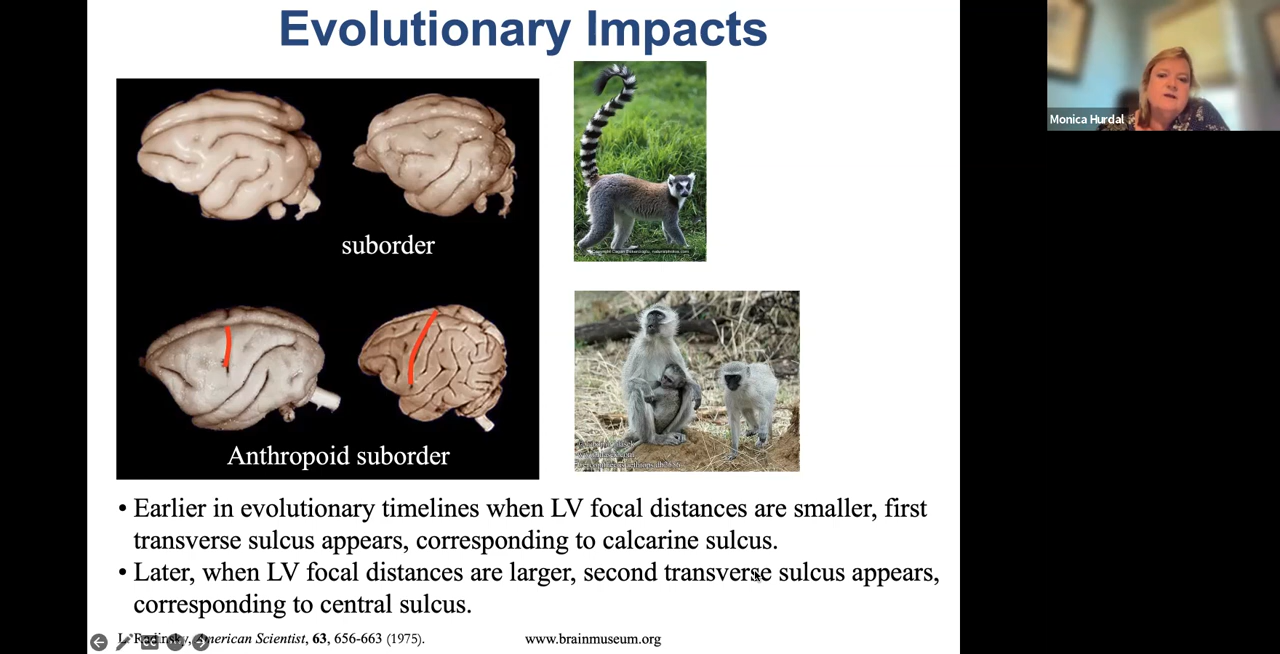 Evolutionary Impacts
Monica Hurdal
suborder
Anthropoid suborder
• Earlier in evolutionary timelines when LV focal distances are smaller, first
transverse sulcus appears, corresponding to calcarine sulcus.
• Later, when LV focal distances are larger, second transverse sulcus appears,
corresponding to central sulcus.
American Scientist, 63, 656-663 (1975).
www.brainmuseum.org